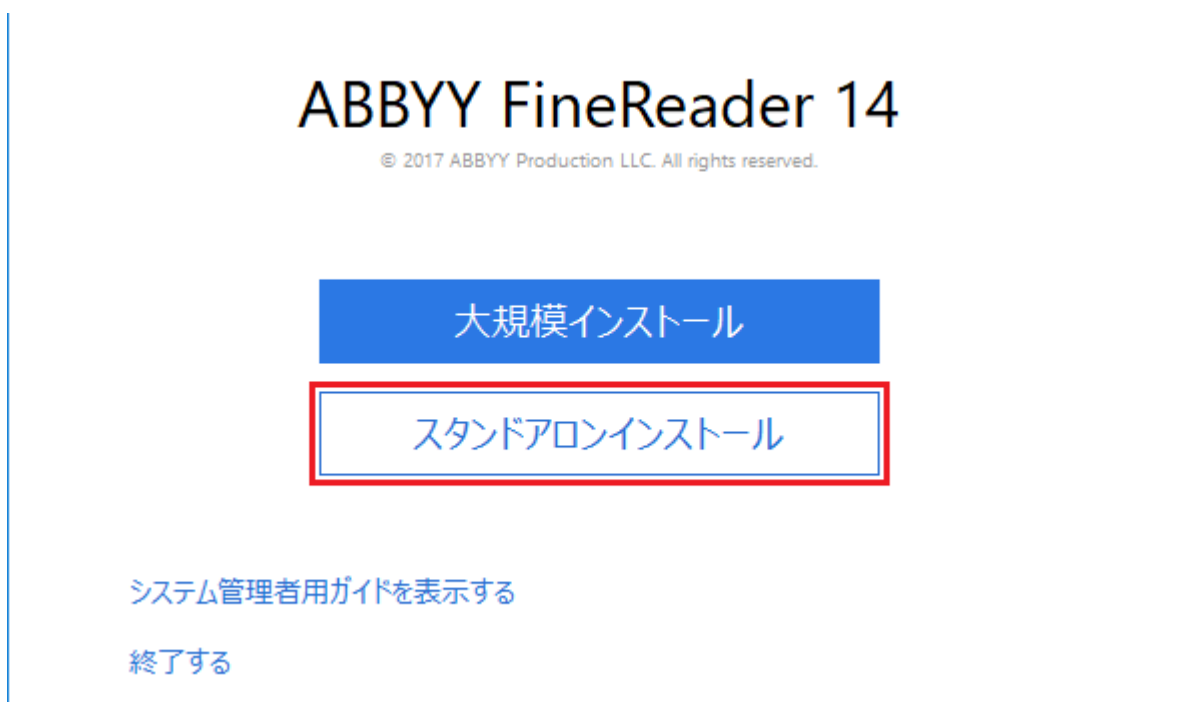 ABBYY FineReader 14
© 2017 ABBYY Production LLC. All rights reserved.
大規模インストール
スタンドアロンインストール
システム管理者用ガイドを表示する
終了する